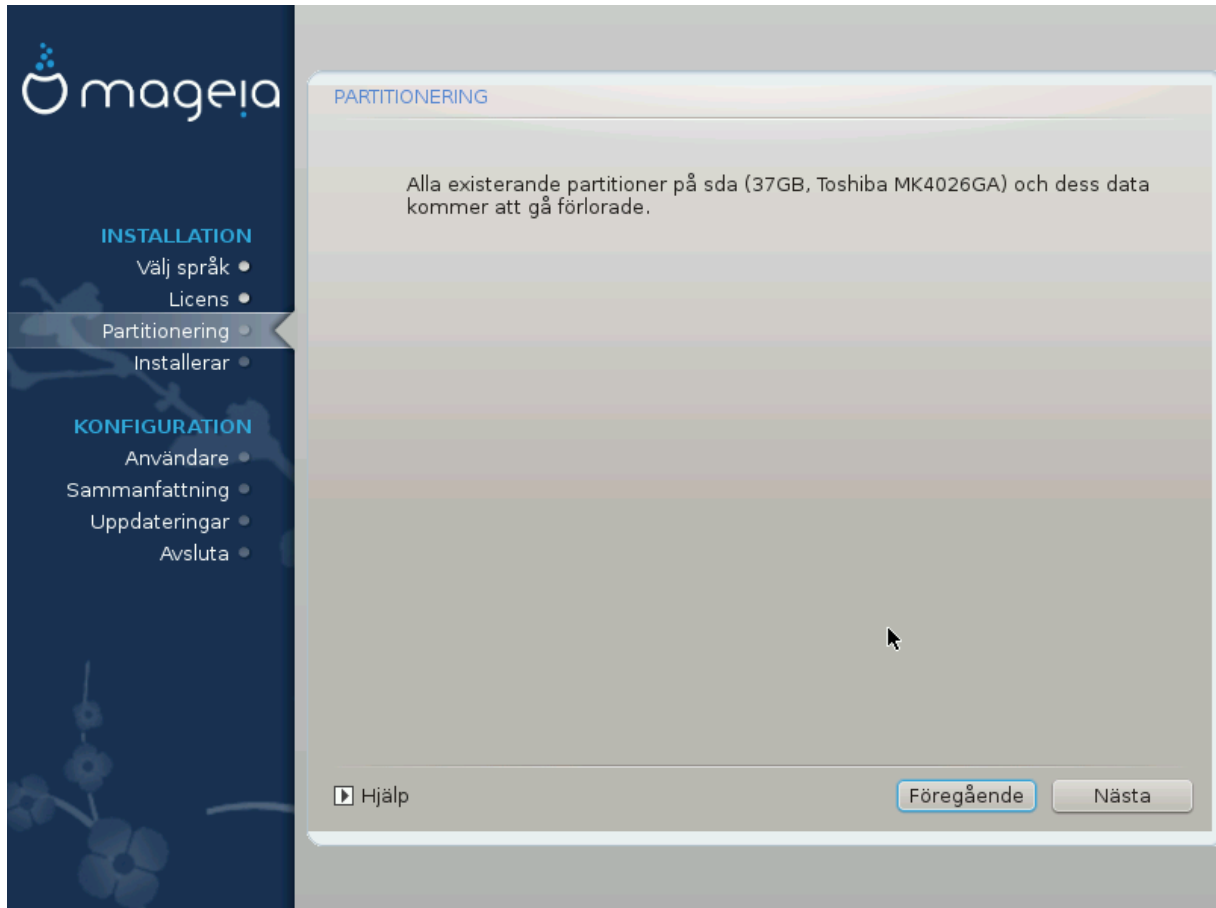 mageia
INSTALLATION
Välj språk
Licens
Partitionering
Installerar
KONFIGURATION
Användare
Sammanfattning
Uppdateringar
Avsluta
PARTITIONERING
Alla existerande partitioner på sda (37GB, Toshiba MK4026GA) och dess data
kommer att gå förlorade.
Hjälp
Föregående
Nästa